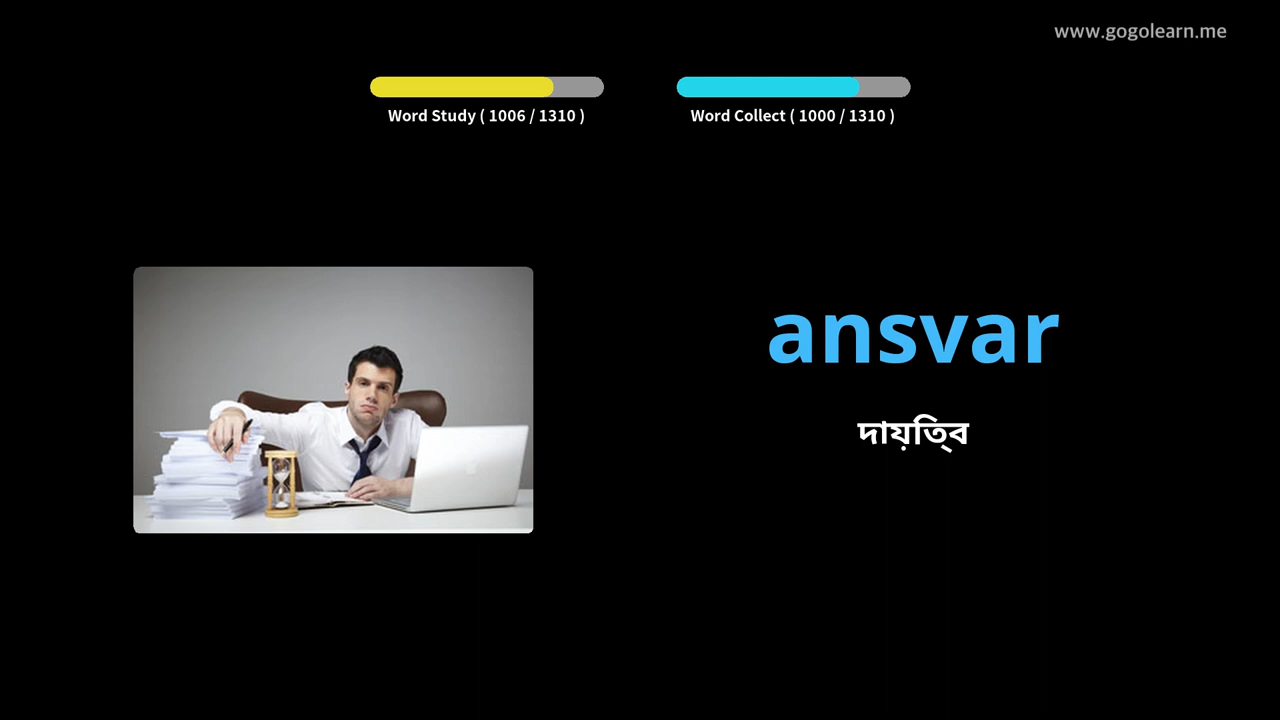 www.gogolearn.me
Word Study ( 1006 / 1310 )
Word Collect ( 1000 / 1310 )
ansvar
দায়তি্ব